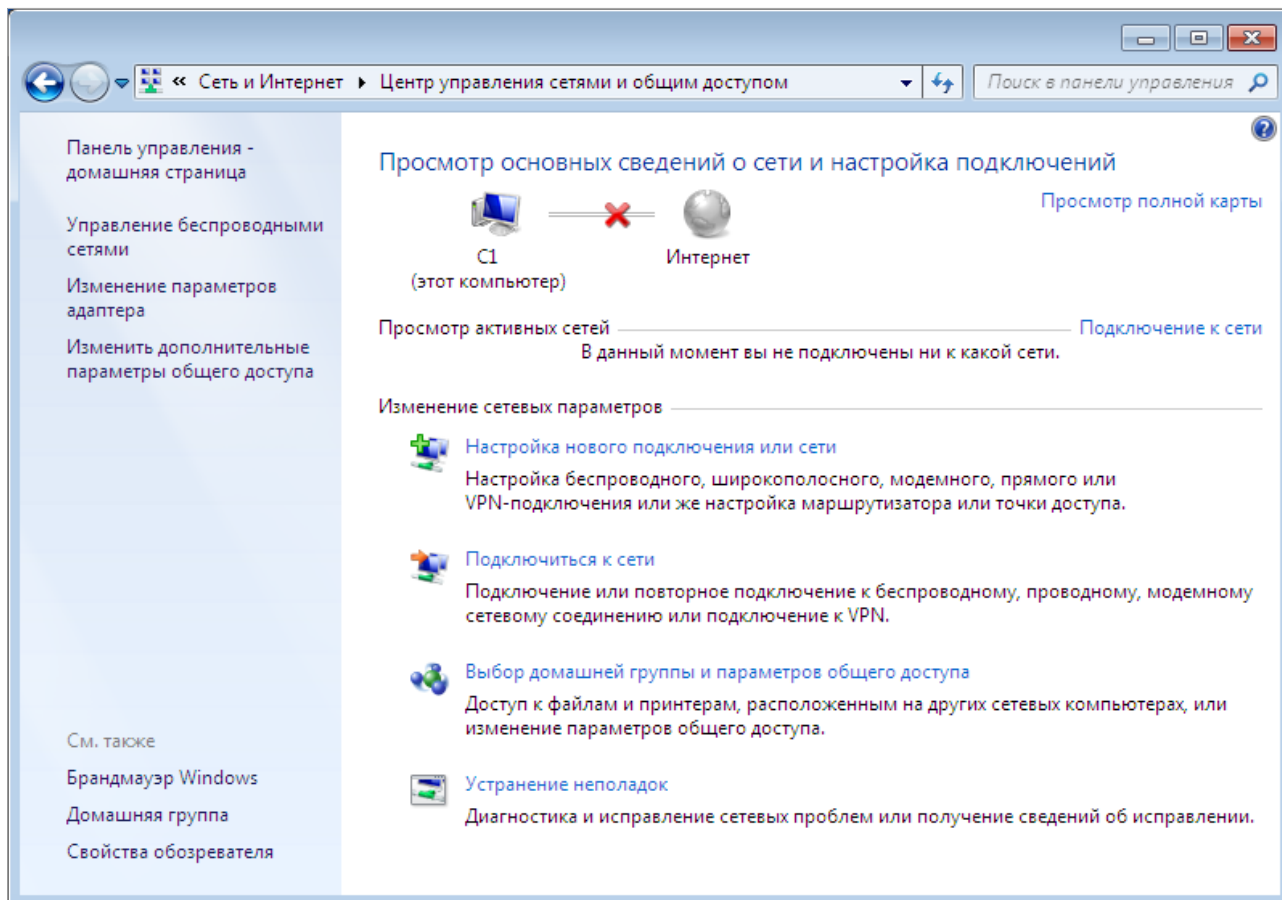 « Сеть и Интернет ▸ Центр управления сетями и общим доступом
Поиск в панели управления
Панель управления -
домашняя страница
Управление беспроводными
сетями
Изменение параметров
адаптера
Изменить дополнительные
параметры общего доступа
См. также
Брандмауэр Windows
Домашняя группа
Свойства обозревателя
Просмотр основных сведений о сети и настройка подключений
Просмотр полной карты
C1
(этот компьютер)
Интернет
Просмотр активных сетей
Подключение к сети
В данный момент вы не подключены ни к какой сети.
Изменение сетевых параметров
Настройка нового подключения или сети
Настройка беспроводного, широкополосного, модемного, прямого или
VPN-подключения или же настройка маршрутизатора или точки доступа.
Подключиться к сети
Подключение или повторное подключение к беспроводному, проводному, модемному
сетевому соединению или подключение к VPN.
Выбор домашней группы и параметров общего доступа
Доступ к файлам и принтерам, расположенным на других сетевых компьютерах, или
изменение параметров общего доступа.
Устранение неполадок
Диагностика и исправление сетевых проблем или получение сведений об исправлении.